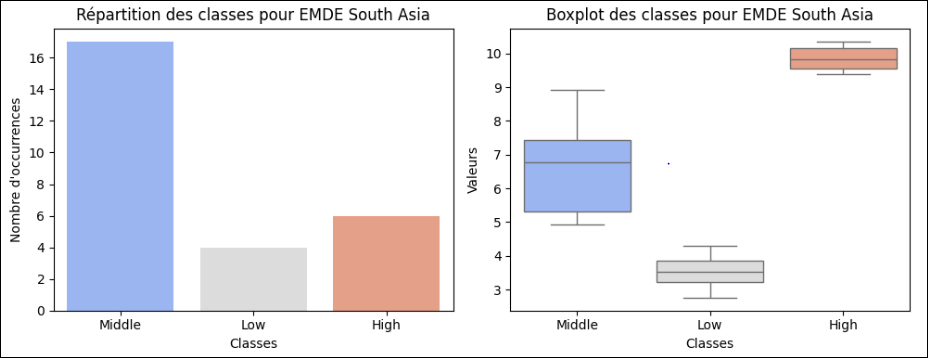 Répartition des classes pour EMDE South Asia
Nombre d'occurrences
16
14
12
10
8
6
4
2
0
Middle
Low
High
Classes
Boxplot des classes pour EMDE South Asia
Valeurs
10
9
8
7
6
5
4
3
Middle
Low
High
Classes